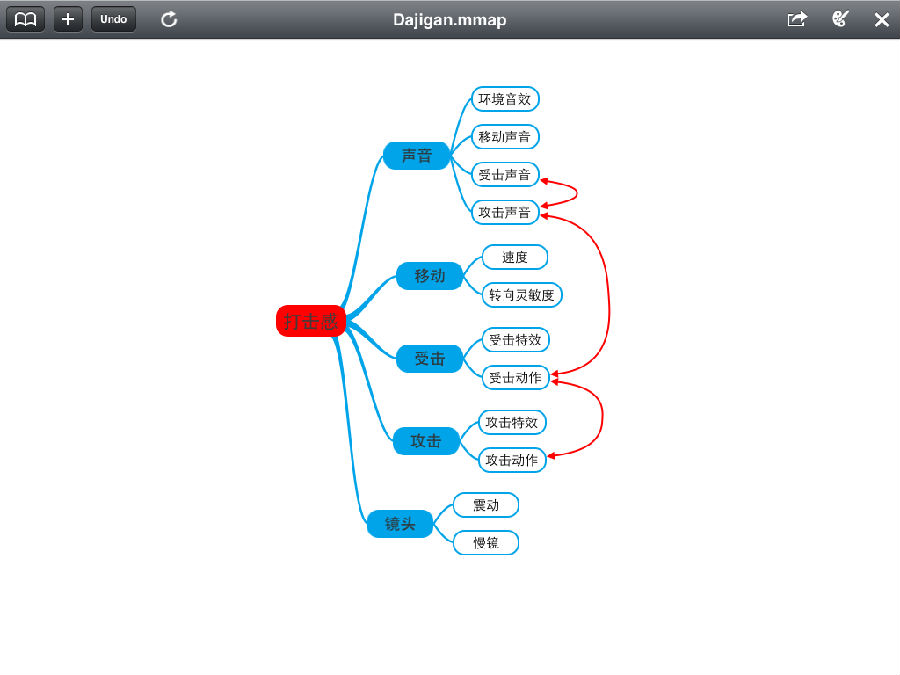 Undo
Dajigan.mmap
打击感
声音
环境音效
移动声音
受击声音
攻击声音
移动
速度
转向灵敏度
受击
受击特效
受击动作
攻击
攻击特效
攻击动作
镜头
震动
慢镜